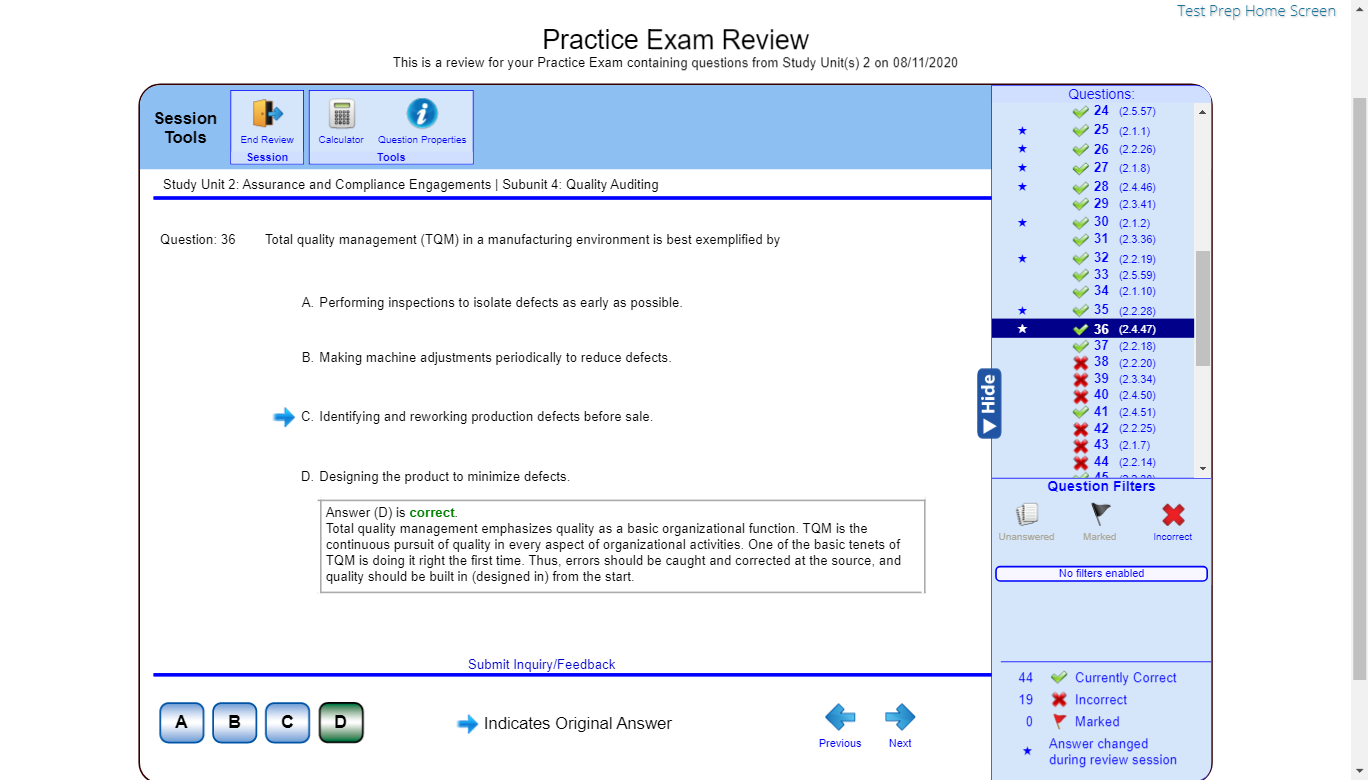 Test Prep Home Screen
Practice Exam Review
This is a review for your Practice Exam containing questions from Study Unit(s) 2 on 08/11/2020
Session Tools
End Review
Session
Calculator
Question Properties
Tools
Study Unit 2: Assurance and Compliance Engagements | Subunit 4: Quality Auditing
Question: 36 Total quality management (TQM) in a manufacturing environment is best exemplified by
A. Performing inspections to isolate defects as early as possible.
B. Making machine adjustments periodically to reduce defects.
C. Identifying and reworking production defects before sale.
D. Designing the product to minimize defects.
Answer (D) is correct.
Total quality management emphasizes quality as a basic organizational function. TQM is the
continuous pursuit of quality in every aspect of organizational activities. One of the basic tenets of
TQM is doing it right the first time. Thus, errors should be caught and corrected at the source, and
quality should be built in (designed in) from the start.
Submit Inquiry/Feedback
A B C D
Indicates Original Answer
Previous
Next
Hide
Questions:
24 (2.5.57)
25 (2.1.1)
26 (2.2.26)
27 (2.1.8)
28 (2.4.46)
29 (2.3.41)
30 (2.1.2)
31 (2.3.36)
32 (2.2.19)
33 (2.5.59)
34 (2.1.10)
35 (2.2.28)
36 (2.4.47)
37 (2.2.18)
38 (2.2.20)
39 (2.3.34)
40 (2.4.50)
41 (2.4.51)
42 (2.2.25)
43 (2.1.7)
44 (2.2.14)
45
Question Filters
Unanswered
Marked
Incorrect
No filters enabled
44 Currently Correct
19 Incorrect
0 Marked
Answer changed
during review session